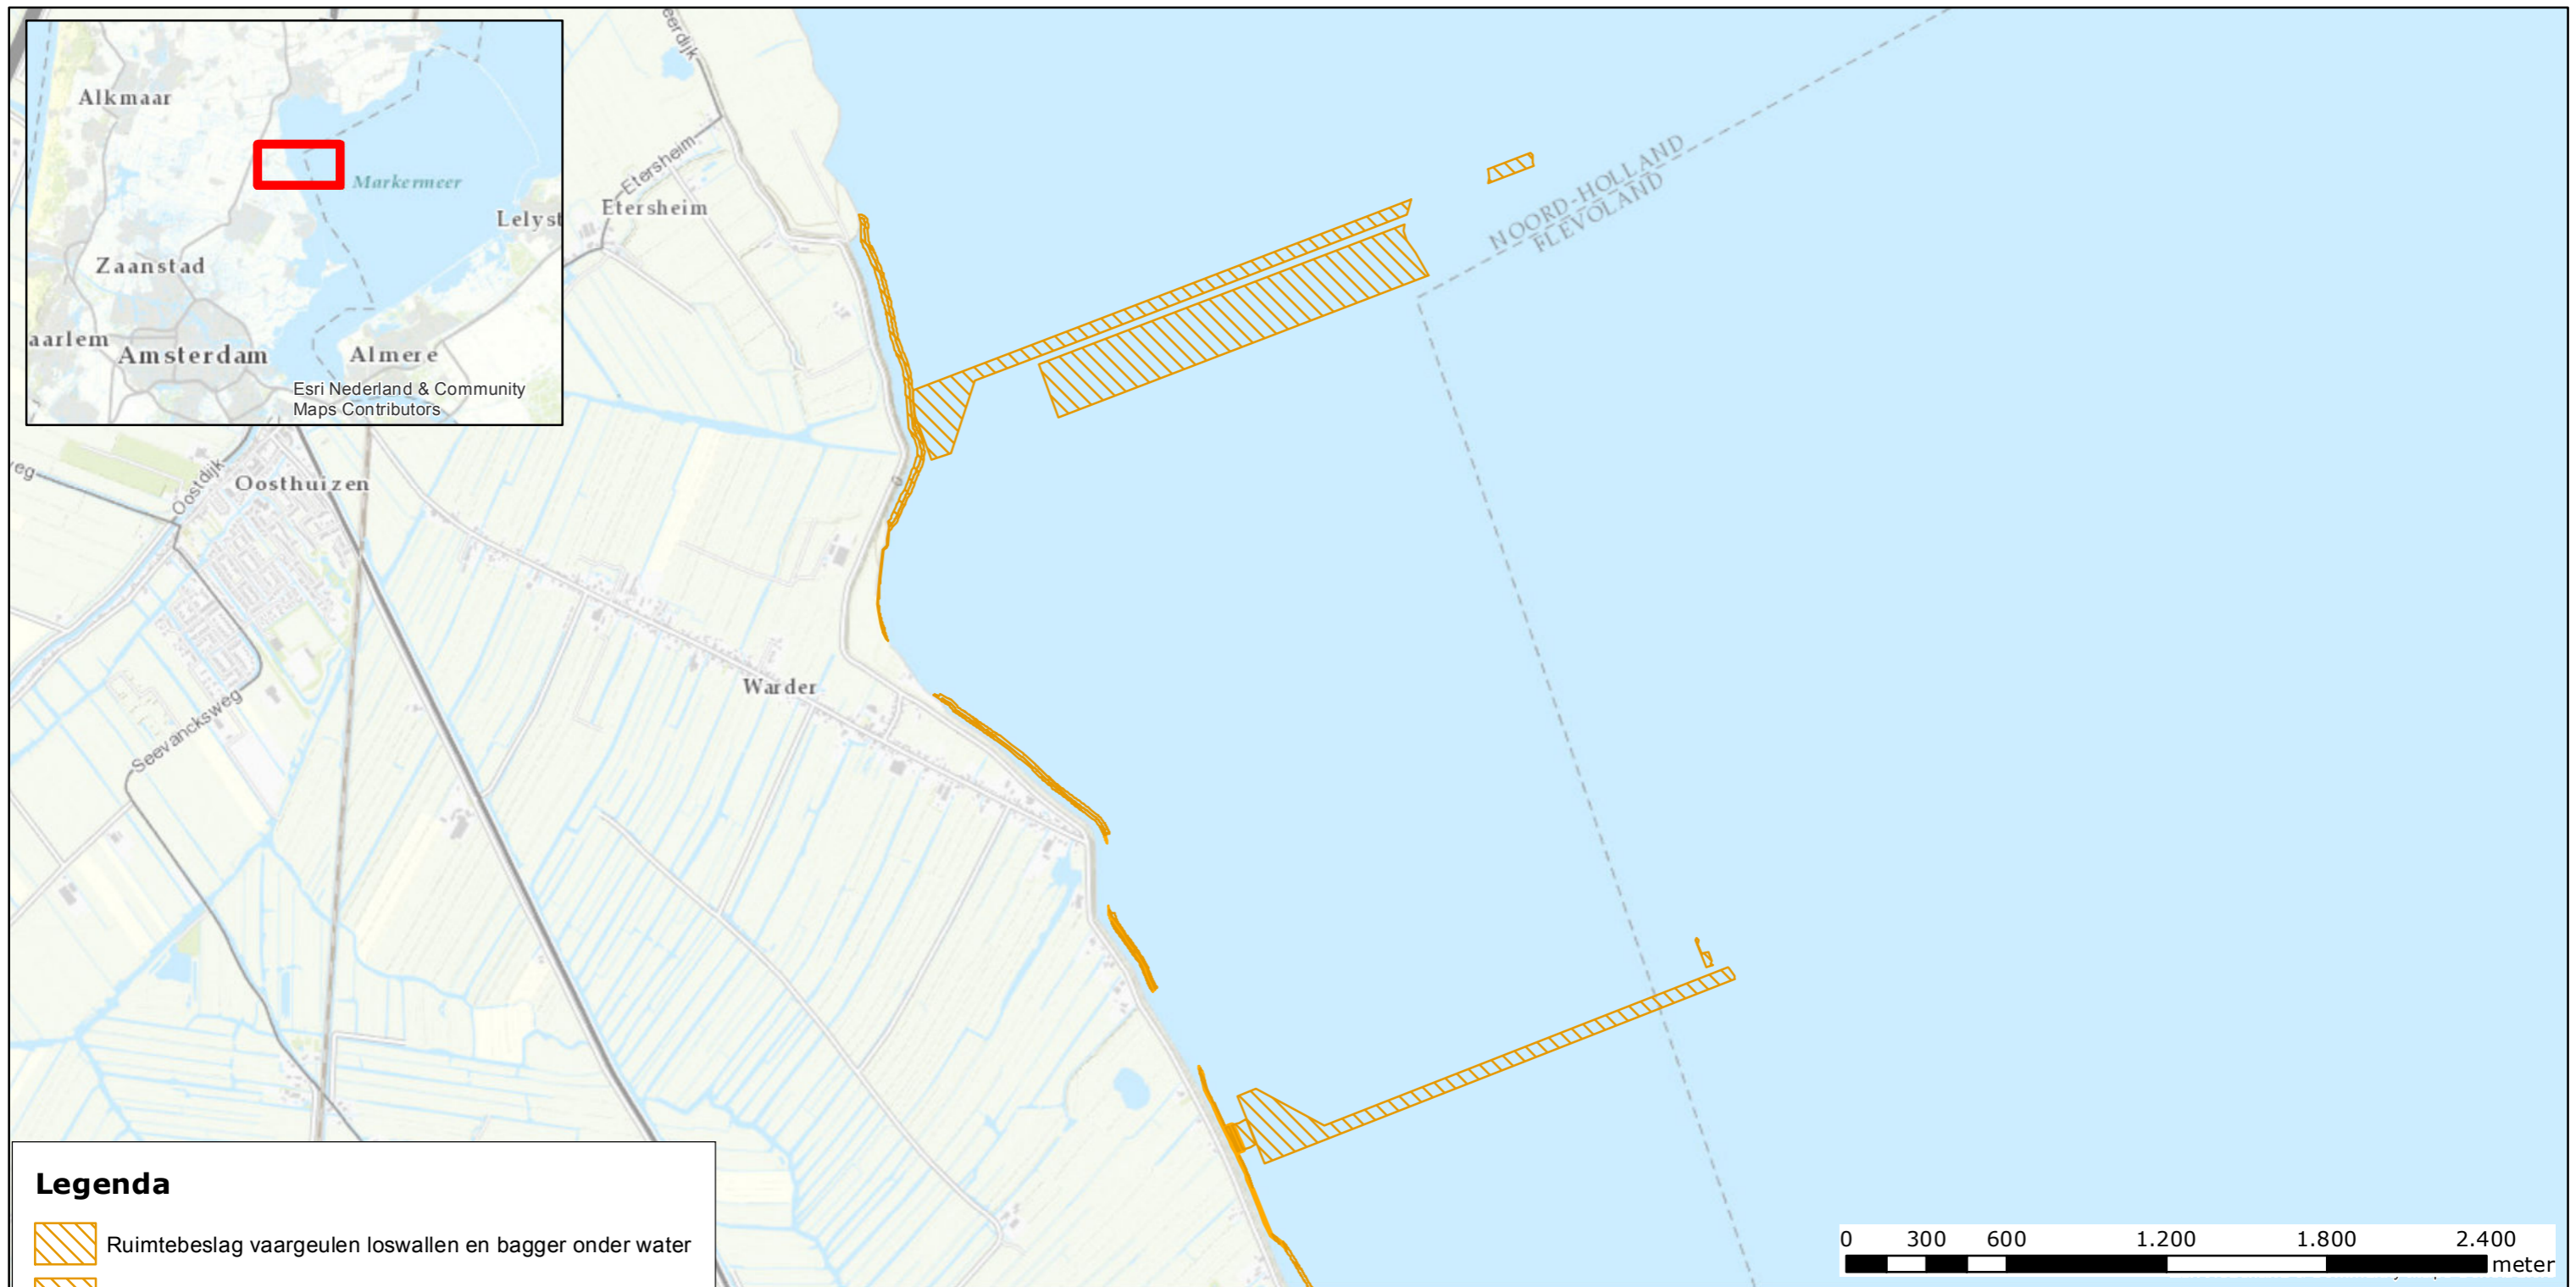 Alkmaar
Markermeer
Lelyst
Zaanstad
aarlem
Amsterdam
Almere
Esri Nederland & Community
Maps Contributors
eerdijk
Etersheim
Etersheim
NOORD-HOLLAND
FLEVOLAND
eg
Oostdijk
Oosthuizen
Warder
Seevancksweg
Legenda
Ruimtebeslag vaargeulen loswallen en bagger onder water
0 300 600 1.200 1.800 2.400
meter